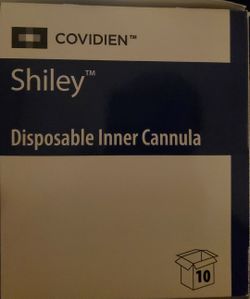 COVIDIEN™
Shiley™
Disposable Inner Cannula
10